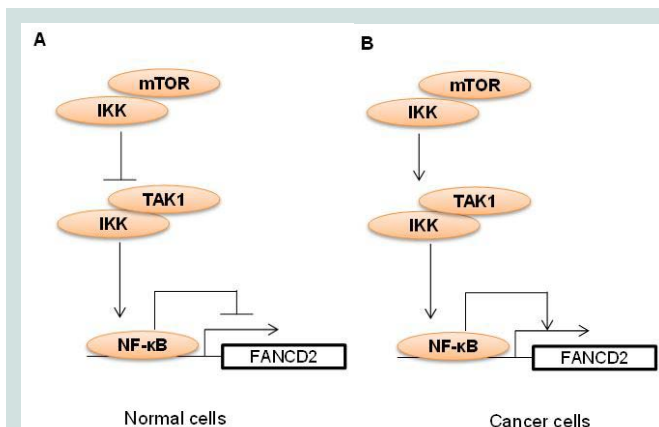 A
mTOR
IKK
TAK1
IKK
NF-κB
FANCD2
Normal cells
B
mTOR
IKK
TAK1
IKK
NF-κB
FANCD2
Cancer cells